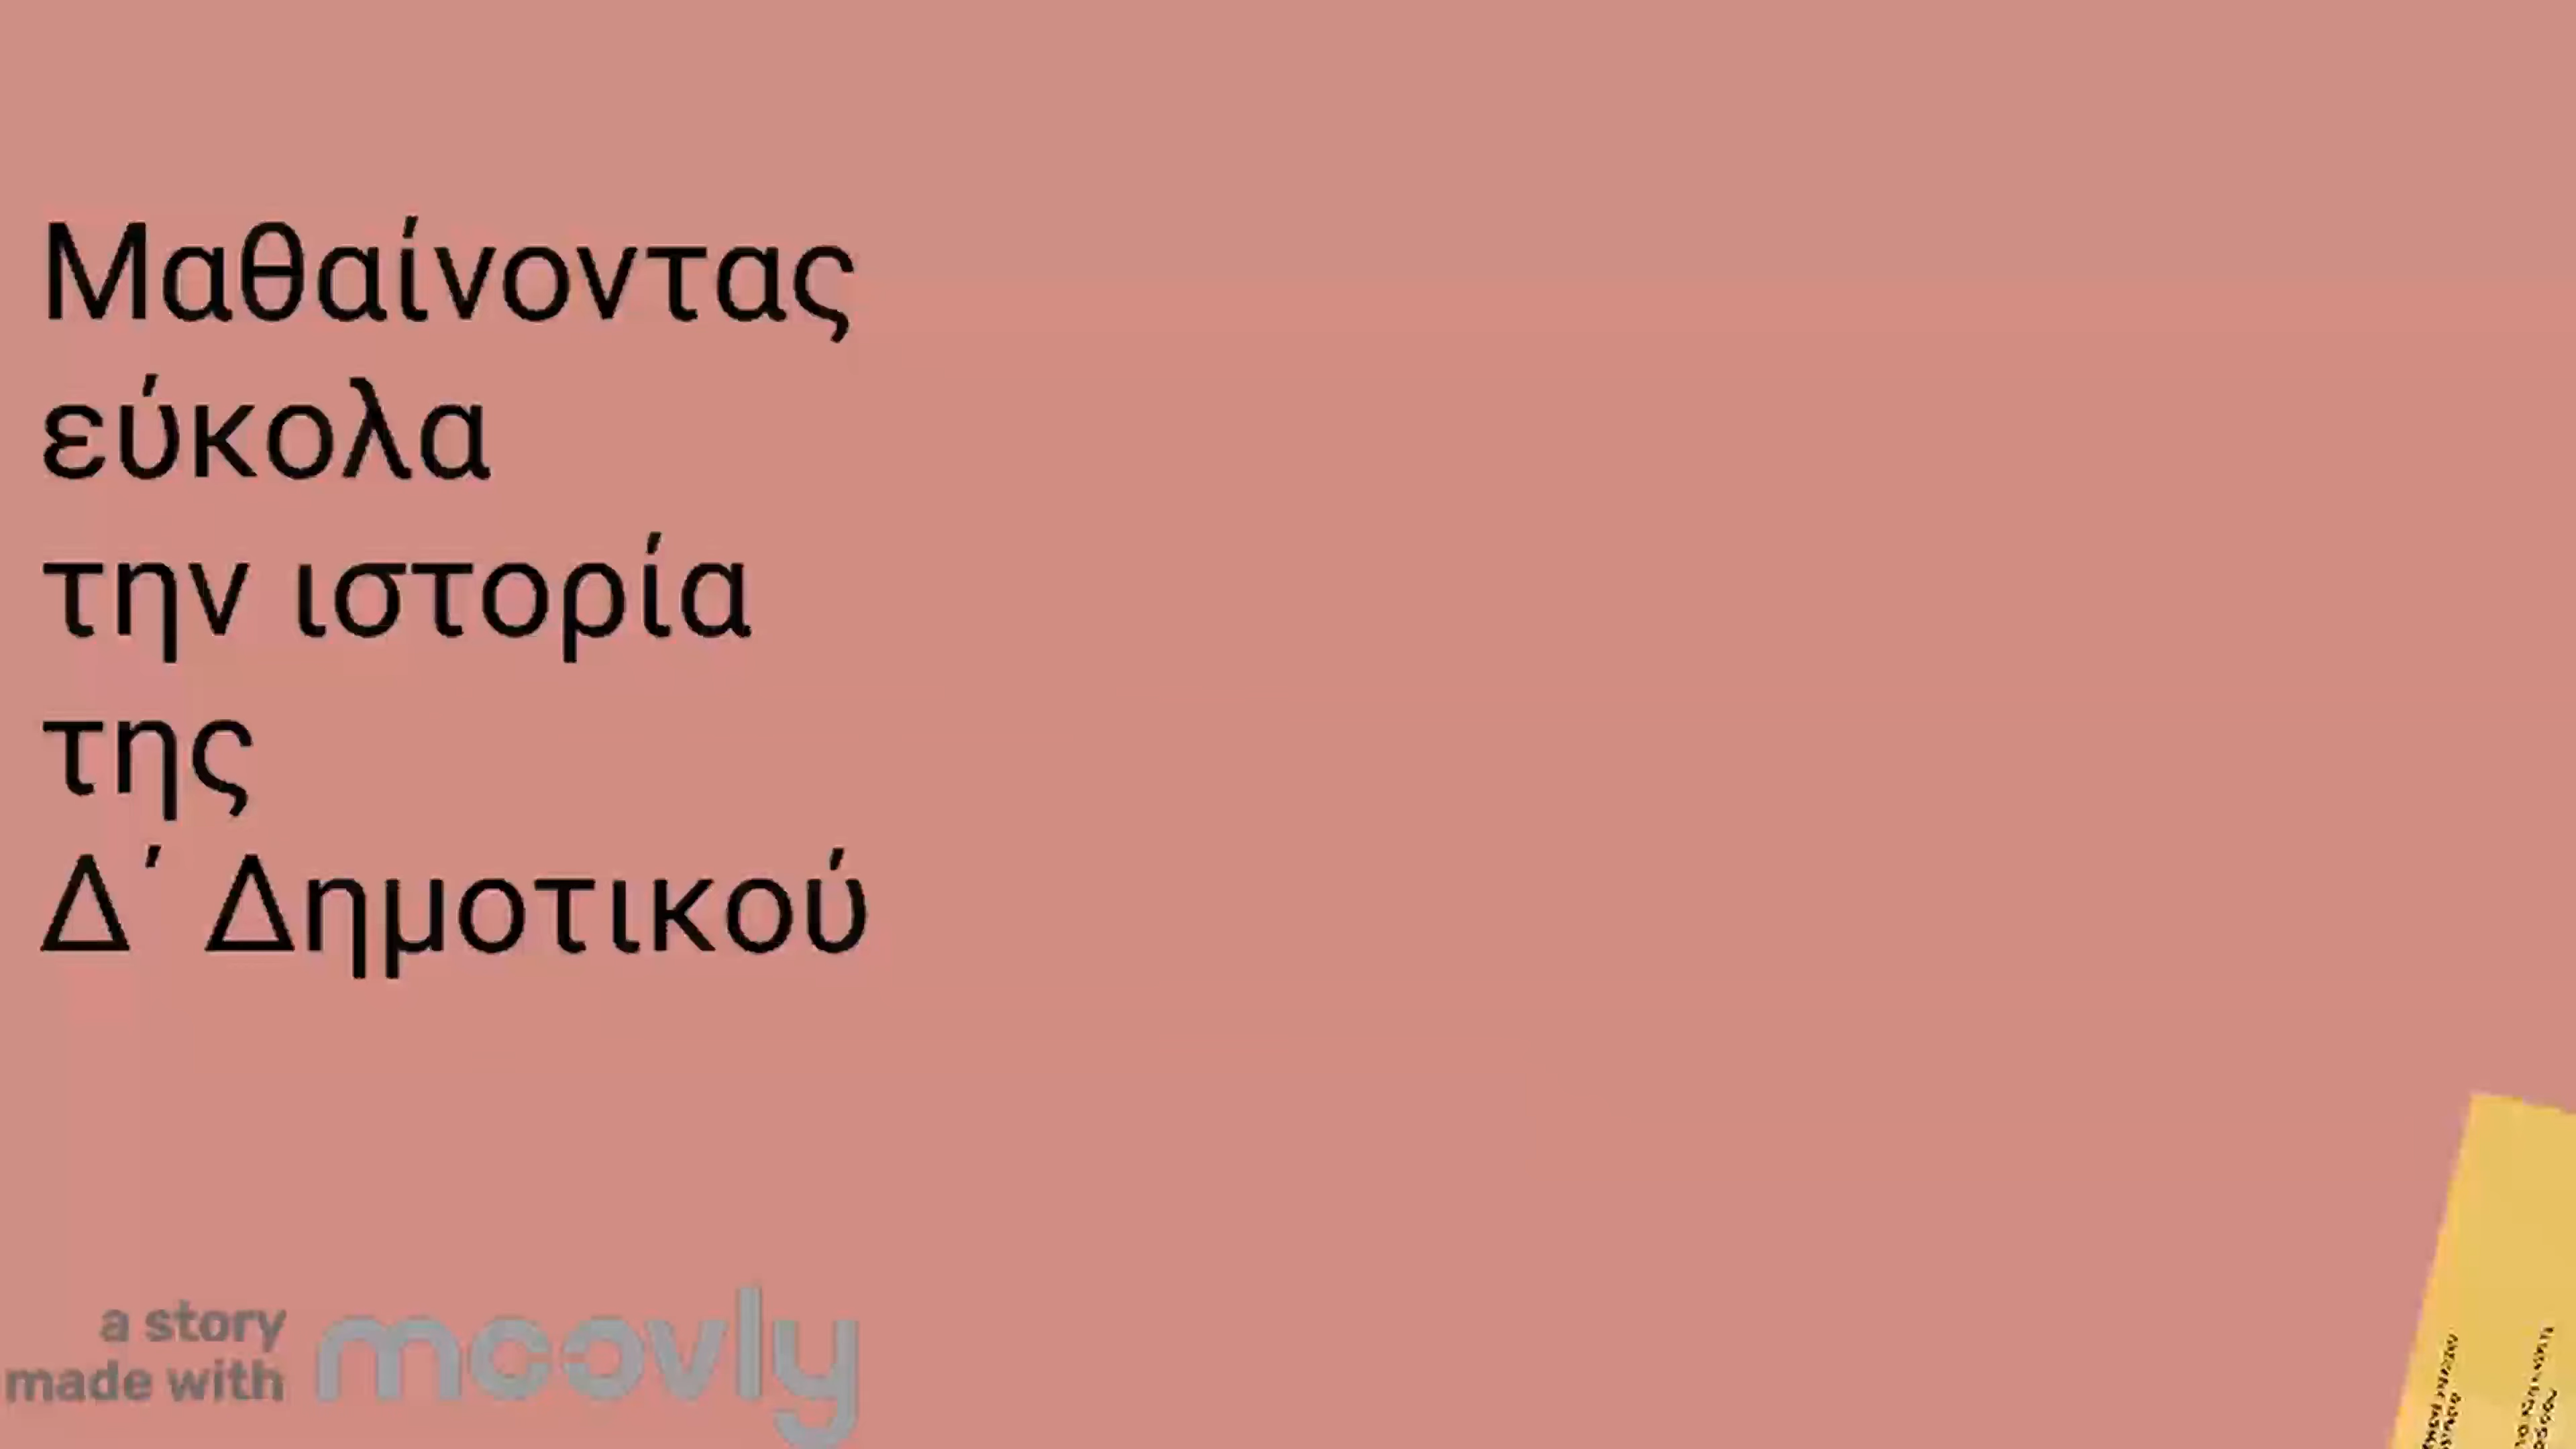 Μαθαίνοντας
εύκολα
την ιστορία
της
Δ΄ Δημοτικού
a story
made with
moovly